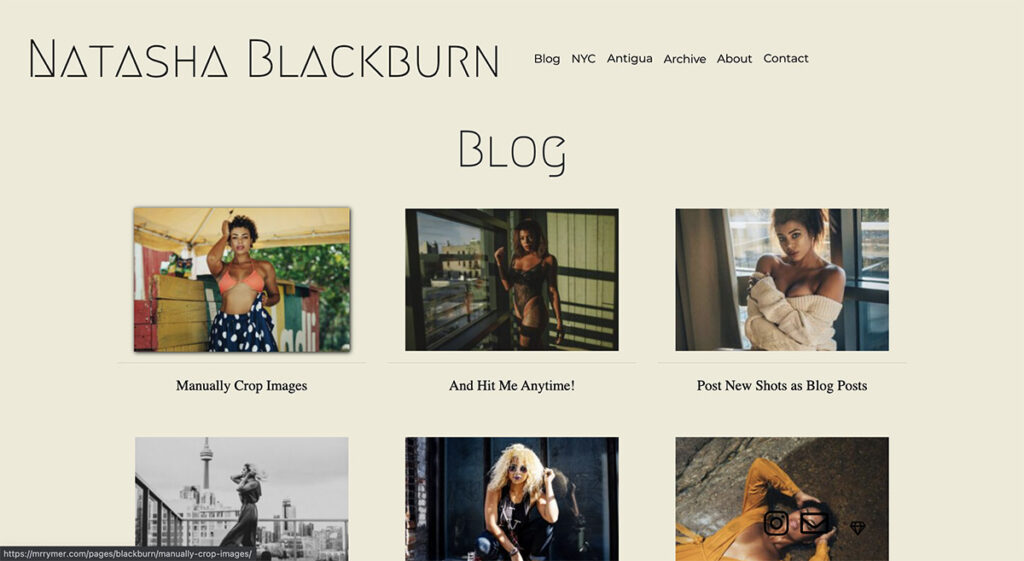 Natasha Blackburn
Blog NYC Antigua Archive About Contact
Blog
Manually Crop Images
And Hit Me Anytime!
Post New Shots as Blog Posts
https://mrrymer.com/pages/blackburn/manually-crop-images/